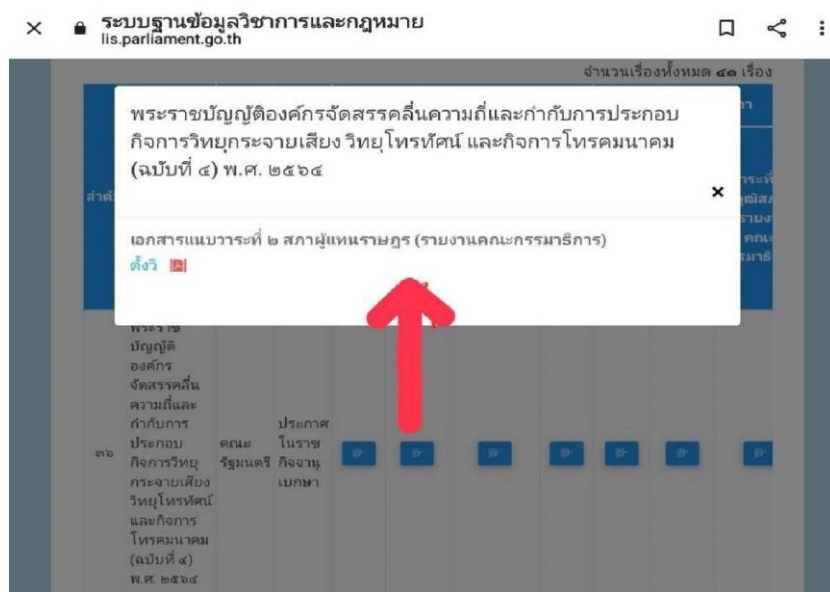 ระบบฐานข้อมูลวิชาการและกฎหมาย
lis.parliament.go.th
จำนวนเรื่องทั้งหมด ๔๑ เรื่อง
พระราชบัญญัติองค์กรจัดสรรคลื่นความถี่และกำกับการประกอบ
กิจการวิทยุกระจายเสียง วิทยุโทรทัศน์ และกิจการโทรคมนาคม
(ฉบับที่ ๔) พ.ศ. ๒๕๖๔
เอกสารแนบวาระที่ ๒ สภาผู้แทนราษฎร (รายงานคณะกรรมาธิการ)
ตั้งวิ
๓๖
พระราช
บัญญัติ
องค์กร
จัดสรรคลื่น
ความถี่และ
กำกับการ
ประกอบ
กิจการวิทยุ
กระจายเสียง
วิทยุโทรทัศน์
และกิจการ
โทรคมนาคม
(ฉบับที่ ๔)
พ.ศ. ๒๕๖๔
คณะ
รัฐมนตรี
ประกาศ
ในราช
กิจจานุ
เบกษา